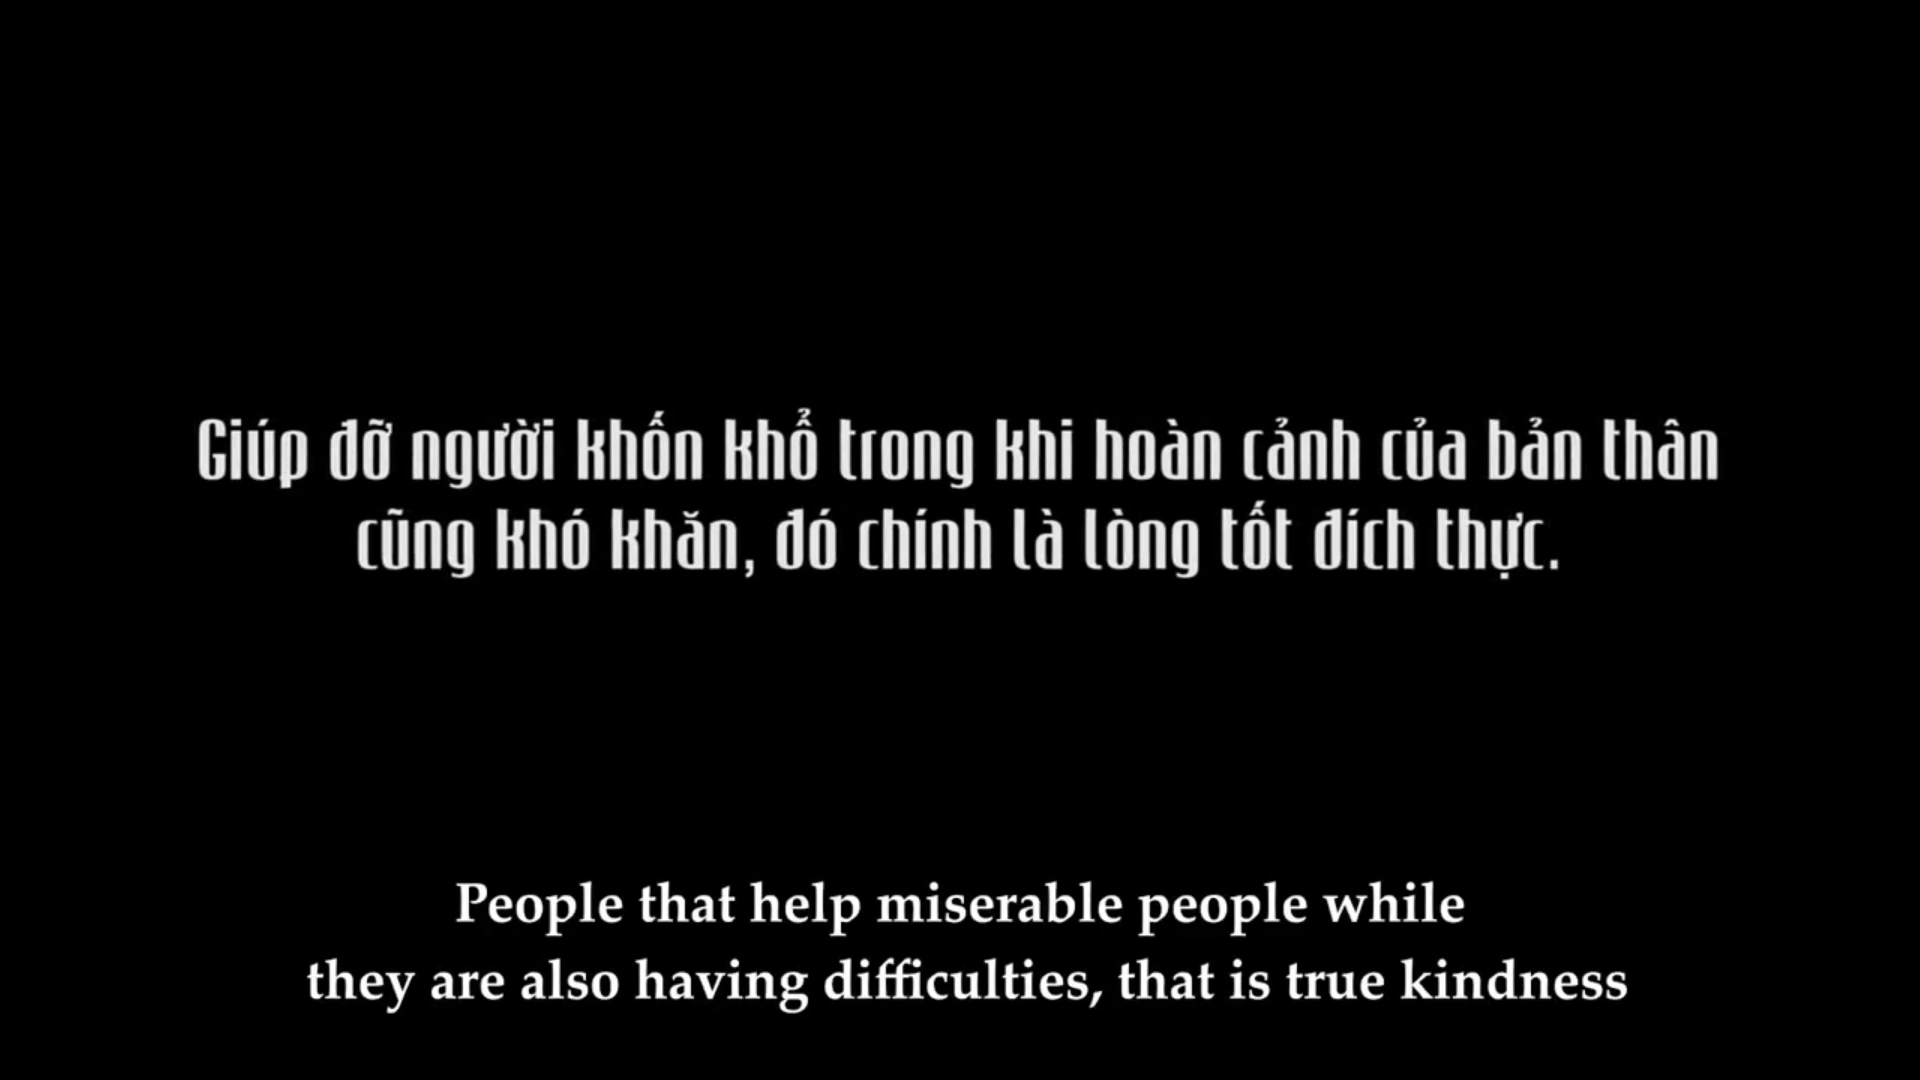 Giúp đỡ người khốn khổ trong khi hoàn cảnh của bản thân
cũng khó khăn, đó chính là lòng tốt đích thực.
People that help miserable people while
they are also having difficulties, that is true kindness